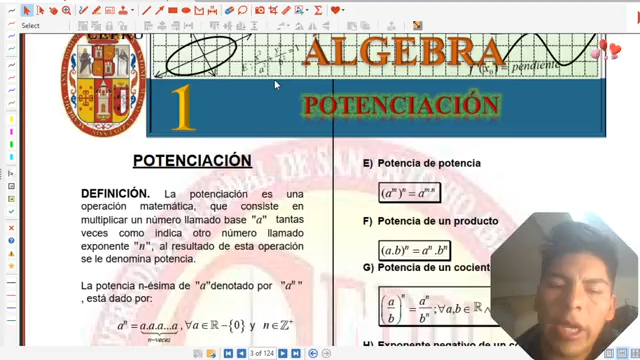 Select
CEPRU
ALGEBRA
f'(x₀) = pendiente
1
POTENCIACIÓN
POTENCIACIÓN
DEFINICIÓN. La potenciación es una
operación matemática, que consiste en
multiplicar un número llamado base "a" tantas
veces como indica otro número llamado
exponente "n", al resultado de esta operación
se le denomina potencia.
La potencia n-ésima de "a"denotado por "aⁿ"
, está dado por:
aⁿ = a.a.a...a , ∀a ∈ ℝ - {0} y n ∈ ℤ⁺
n-veces
E) Potencia de potencia
(aᵐ)ⁿ = aᵐ·ⁿ
F) Potencia de un producto
(a.b)ⁿ = aⁿ.bⁿ
G) Potencia de un cocient
(a/b)ⁿ = aⁿ/bⁿ ; ∀a,b ∈ ℝ ∧
H) Exponente negativo de un co
3 of 124